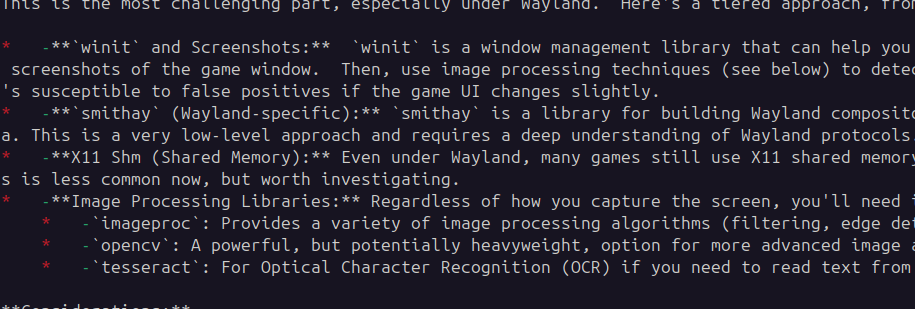 This is the most challenging part, especially under Wayland.  Here's a tiered approach, fro
*   -**`winit` and Screenshots:**  `winit` is a window management library that can help you
 screenshots of the game window.  Then, use image processing techniques (see below) to detec
's susceptible to false positives if the game UI changes slightly.
*   -**`smithay` (Wayland-specific):** `smithay` is a library for building Wayland composito
a. This is a very low-level approach and requires a deep understanding of Wayland protocols
*   -**X11 Shm (Shared Memory):** Even under Wayland, many games still use X11 shared memory
s is less common now, but worth investigating.
*   -**Image Processing Libraries:** Regardless of how you capture the screen, you'll need
    *   -`imageproc`: Provides a variety of image processing algorithms (filtering, edge det
    *   -`opencv`: A powerful, but potentially heavyweight, option for more advanced image a
    *   -`tesseract`: For Optical Character Recognition (OCR) if you need to read text from
**Considerations:**